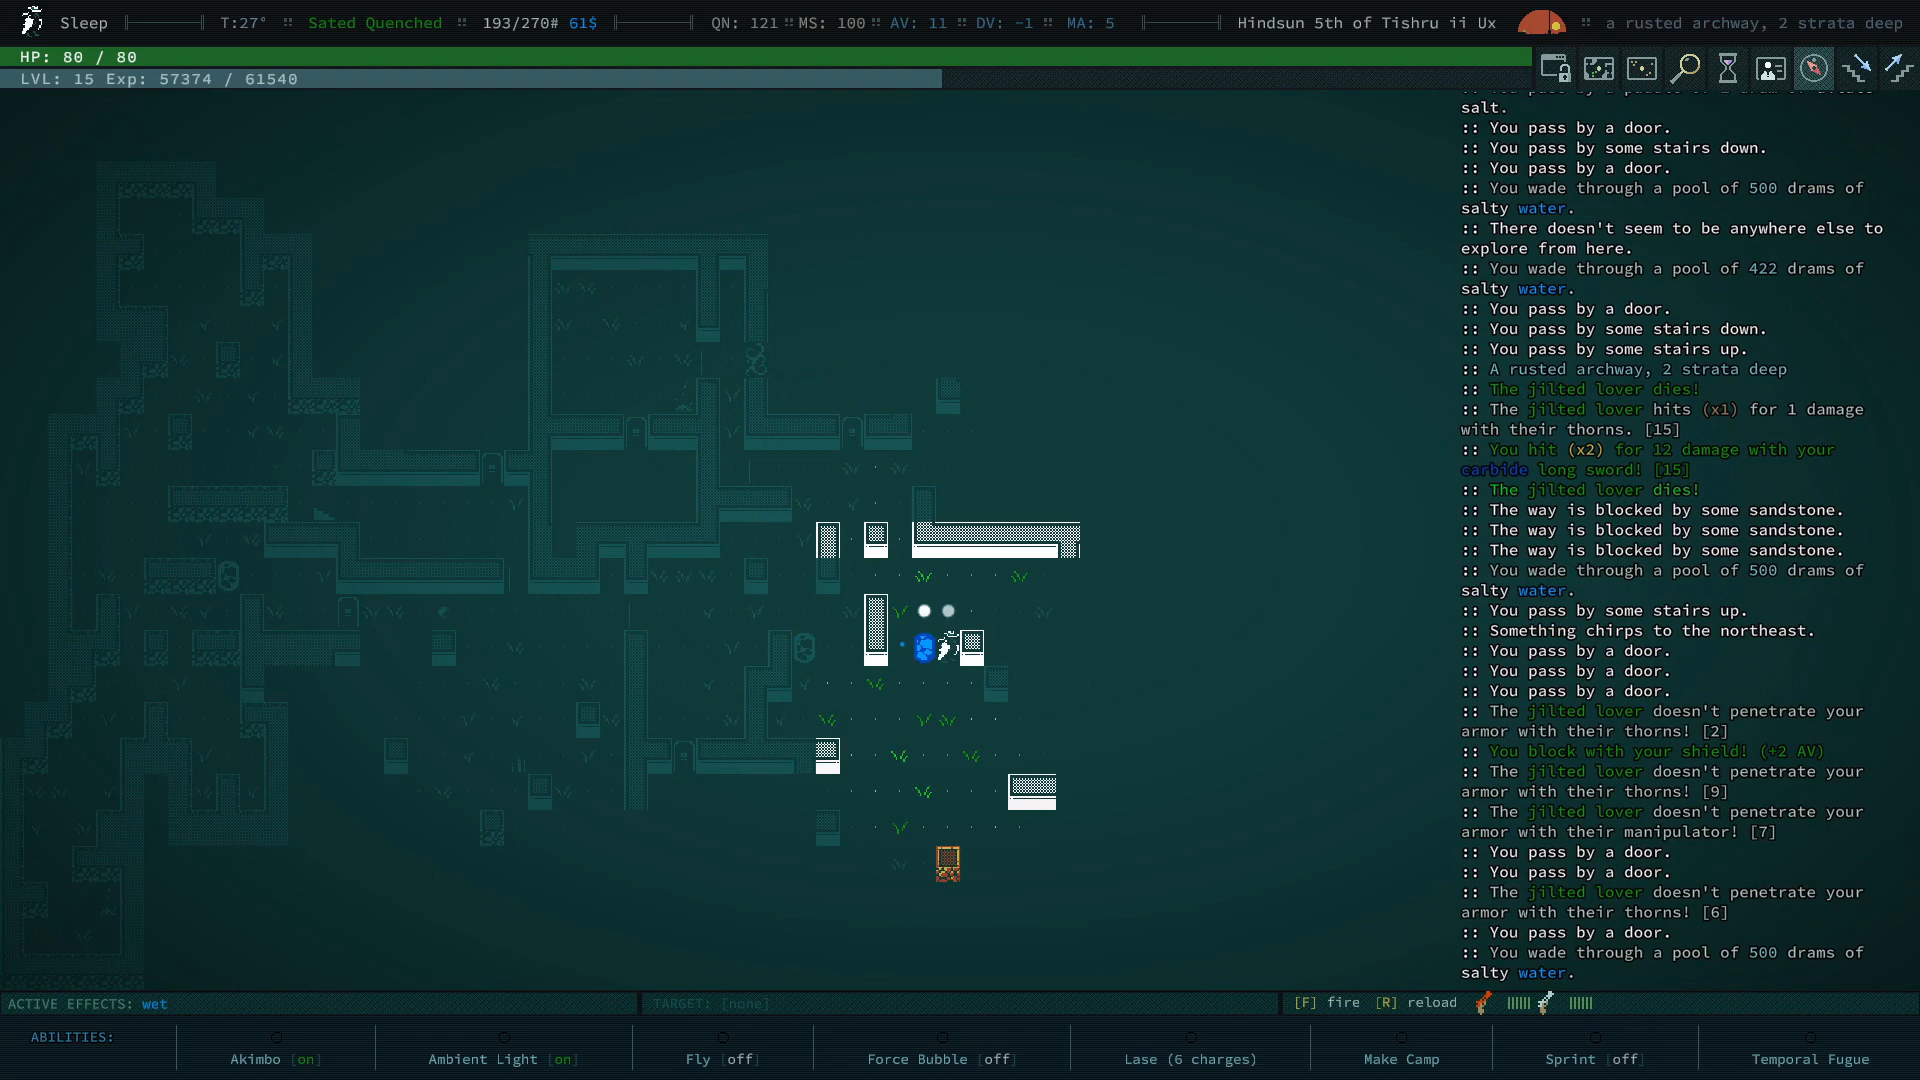 Sleep T:27° :: Sated Quenched :: 193/270# 61$ QN: 121 :: MS: 100 :: AV: 11 :: DV: -1 :: MA: 5 Hindsun 5th of Tishru ii Ux :: a rusted archway, 2 strata deep
HP: 80 / 80
LVL: 15 Exp: 57374 / 61540
salt.
:: You pass by a door.
:: You pass by some stairs down.
:: You pass by a door.
:: You wade through a pool of 500 drams of
salty water.
:: There doesn't seem to be anywhere else to
explore from here.
:: You wade through a pool of 422 drams of
salty water.
:: You pass by a door.
:: You pass by some stairs down.
:: You pass by some stairs up.
:: A rusted archway, 2 strata deep
:: The jilted lover dies!
:: The jilted lover hits (x1) for 1 damage
with their thorns. [15]
:: You hit (x2) for 12 damage with your
carbide long sword! [15]
:: The jilted lover dies!
:: The way is blocked by some sandstone.
:: The way is blocked by some sandstone.
:: The way is blocked by some sandstone.
:: You wade through a pool of 500 drams of
salty water.
:: You pass by some stairs up.
:: Something chirps to the northeast.
:: You pass by a door.
:: You pass by a door.
:: You pass by a door.
:: The jilted lover doesn't penetrate your
armor with their thorns! [2]
:: You block with your shield! (+2 AV)
:: The jilted lover doesn't penetrate your
armor with their thorns! [9]
:: The jilted lover doesn't penetrate your
armor with their manipulator! [7]
:: You pass by a door.
:: You pass by a door.
:: The jilted lover doesn't penetrate your
armor with their thorns! [6]
:: You pass by a door.
:: You wade through a pool of 500 drams of
salty water.
ACTIVE EFFECTS: wet TARGET: [none] [F] fire [R] reload
ABILITIES:
Akimbo [on] Ambient Light [on] Fly [off] Force Bubble [off] Lase (6 charges) Make Camp Sprint [off] Temporal Fugue